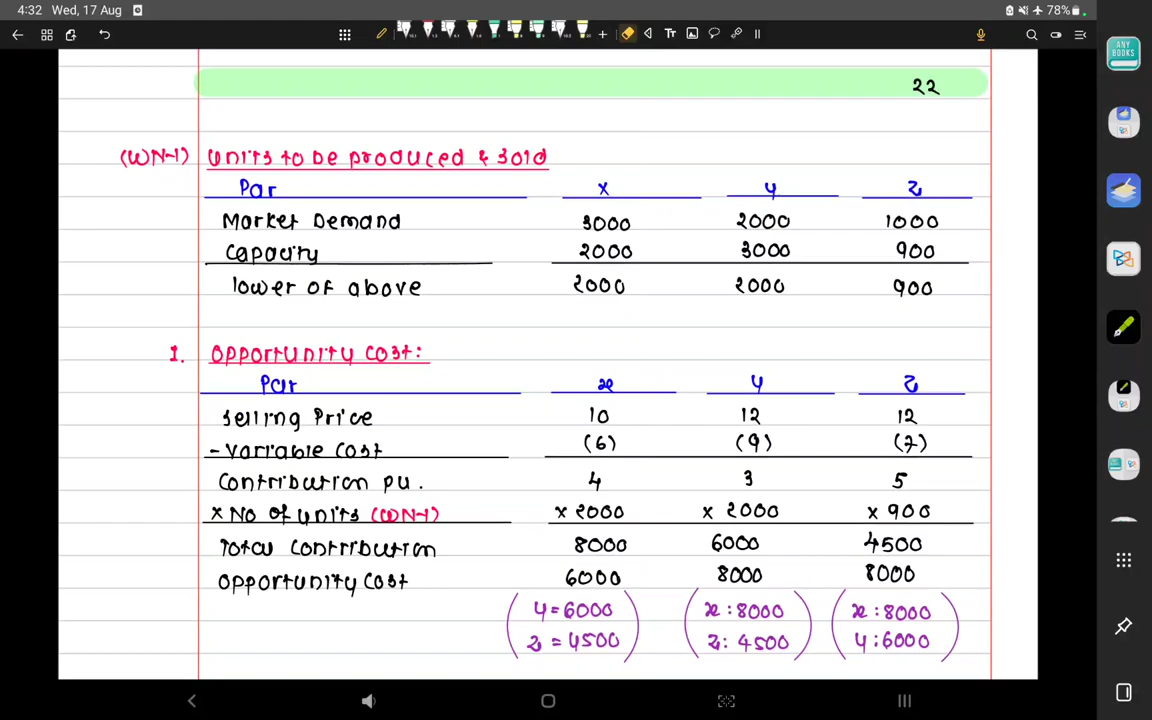 4:32 Wed, 17 Aug 78%
Tr
22
(WN-1) Units to be produced & sold
Par x y z
Market Demand 3000 2000 1000
Capacity 2000 3000 900
lower of above 2000 2000 900
1. Opportunity Cost:
Par x y z
Selling Price 10 12 12
- Variable Cost (6) (9) (7)
Contribution pu. 4 3 5
x No of units (WN-1) x 2000 x 2000 x 900
Total Contribution 8000 6000 4500
Opportunity Cost 6000 8000 8000
(y = 6000 (x : 8000 (x : 8000
z = 4500) z : 4500) y : 6000)
ANY BOOKS